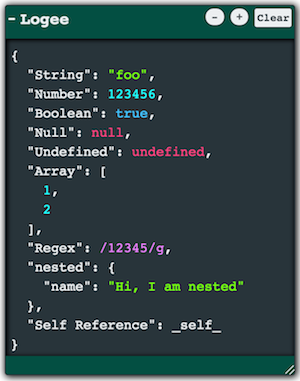 - Logee
- + Clear
{
  "String": "foo",
  "Number": 123456,
  "Boolean": true,
  "Null": null,
  "Undefined": undefined,
  "Array": [
    1,
    2
  ],
  "Regex": /12345/g,
  "nested": {
    "name": "Hi, I am nested"
  },
  "Self Reference": _self_
}